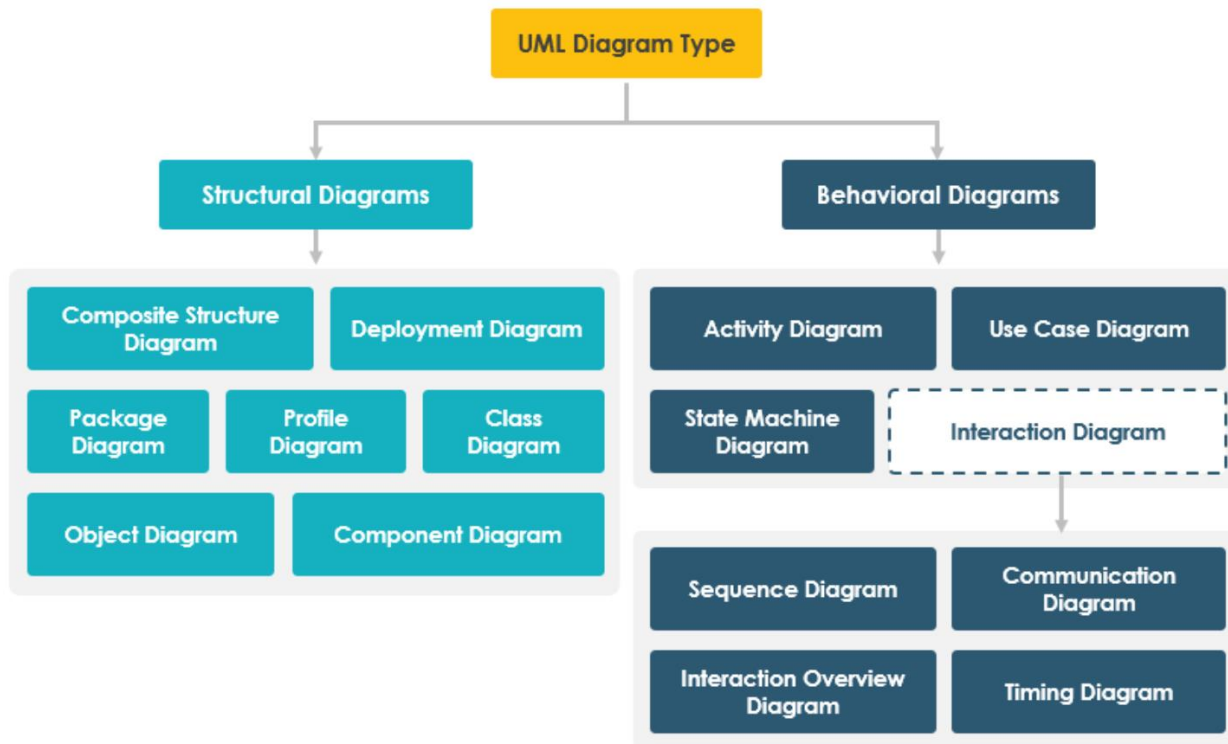 UML Diagram Type
Structural Diagrams
Behavioral Diagrams
Composite Structure
Diagram
Deployment Diagram
Package
Diagram
Profile
Diagram
Class
Diagram
Object Diagram
Component Diagram
Activity Diagram
Use Case Diagram
State Machine
Diagram
Interaction Diagram
Sequence Diagram
Communication
Diagram
Interaction Overview
Diagram
Timing Diagram